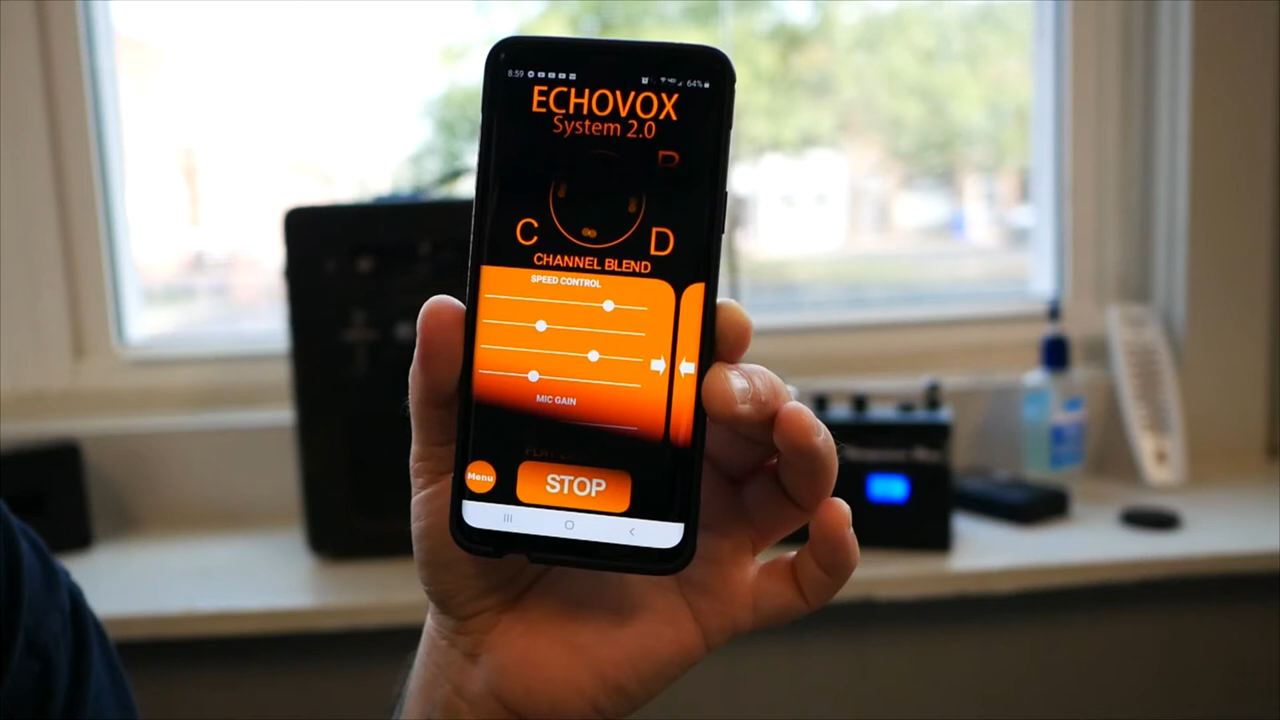 8:59
64%
ECHOVOX
System 2.0
C
D
CHANNEL BLEND
SPEED CONTROL
MIC GAIN
Menu
STOP